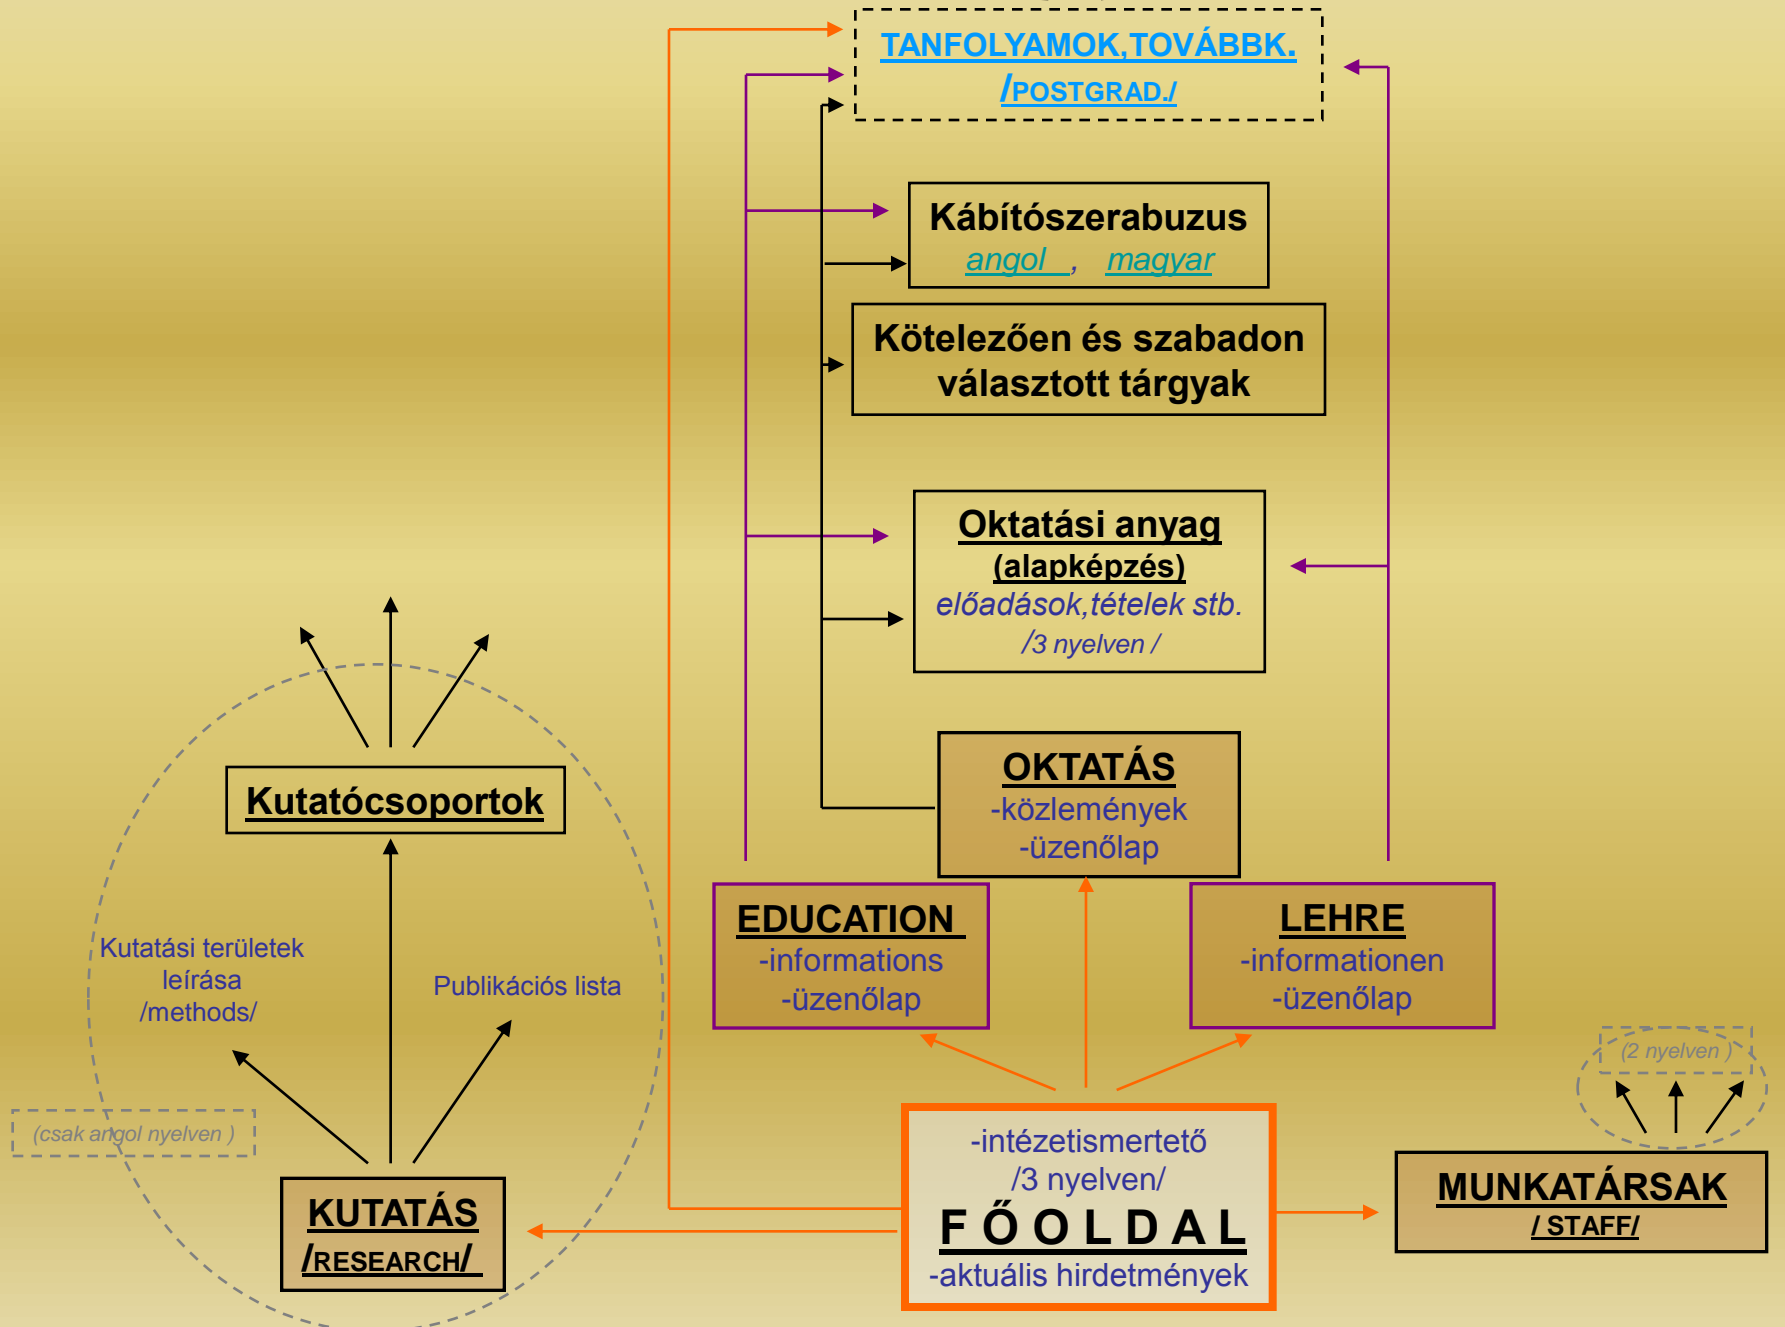 TANFOLYAMOK,TOVÁBBK.
/POSTGRAD./
Kábítószerabuzus
angol , magyar
Kötelezően és szabadon
választott tárgyak
Oktatási anyag
(alapképzés)
előadások,tételek stb.
/3 nyelven /
OKTATÁS
-közlemények
-üzenőlap
Kutatócsoportok
EDUCATION
-informations
-üzenőlap
LEHRE
-informationen
-üzenőlap
Kutatási területek
leírása
/methods/
Publikációs lista
(2 nyelven )
(csak angol nyelven )
KUTATÁS
/RESEARCH/
-intézetismertető
/3 nyelven/
F Ő O L D A L
-aktuális hirdetmények
MUNKATÁRSAK
/ STAFF/